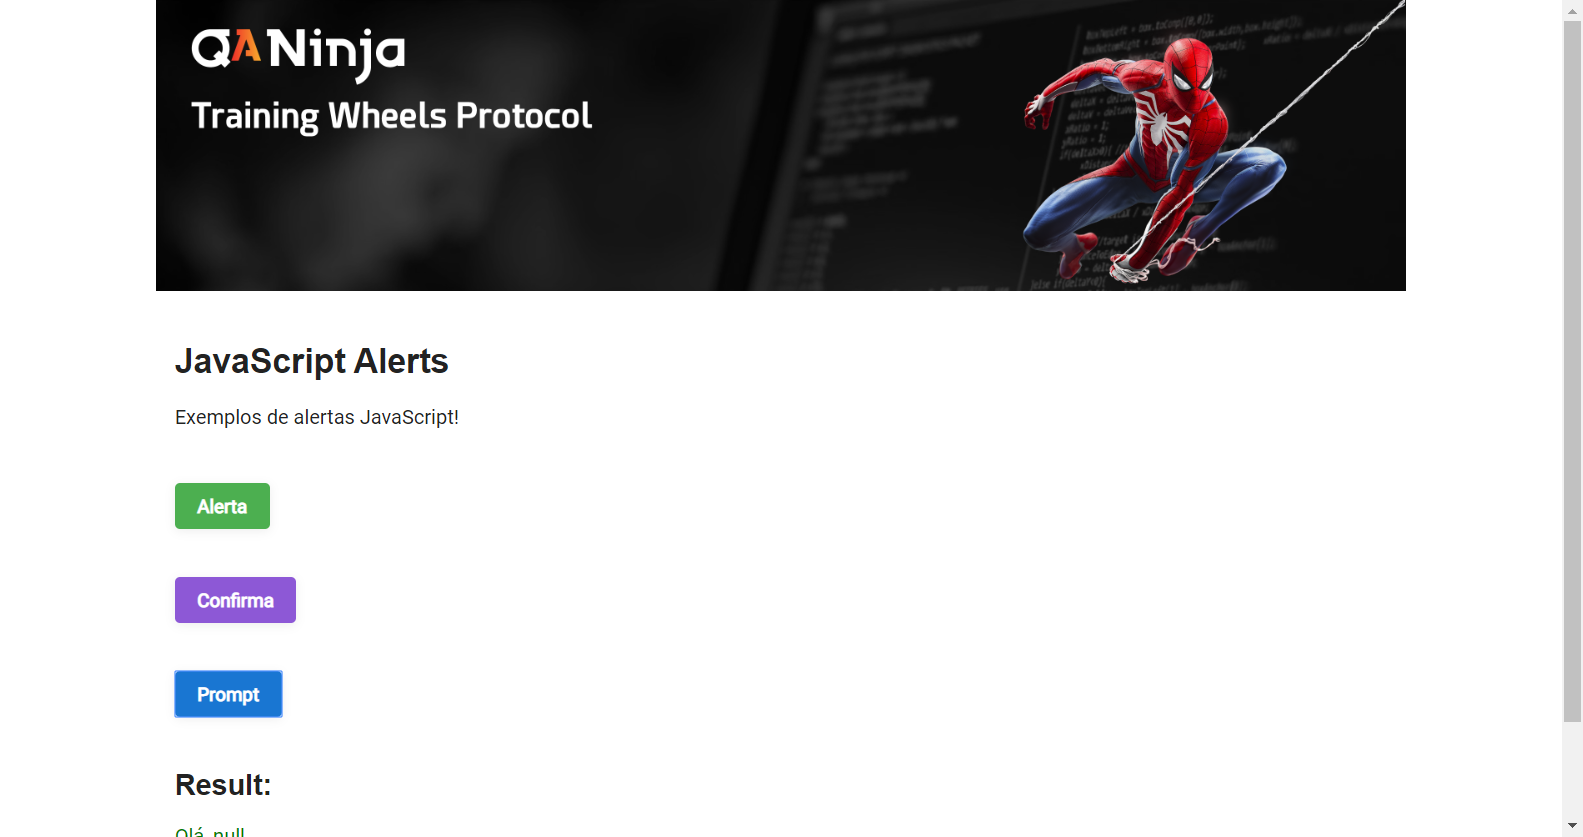 QANinja
Training Wheels Protocol
JavaScript Alerts
Exemplos de alertas JavaScript!
Alerta
Confirma
Prompt
Result:
Olá, null